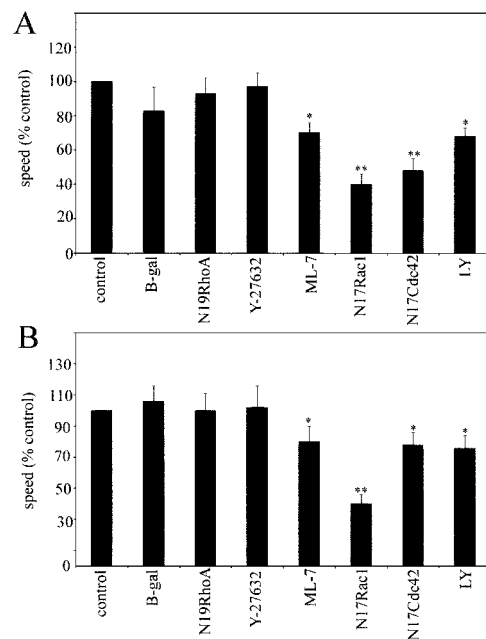 A
120
100
80
60
40
20
0
speed (% control)
*
**
**
*
control
B-gal
N19RhoA
Y-27632
ML-7
N17Rac1
N17Cdc42
LY
B
130
110
90
70
50
30
0
speed (% control)
*
**
*
*
control
B-gal
N19RhoA
Y-27632
ML-7
N17Rac1
N17Cdc42
LY